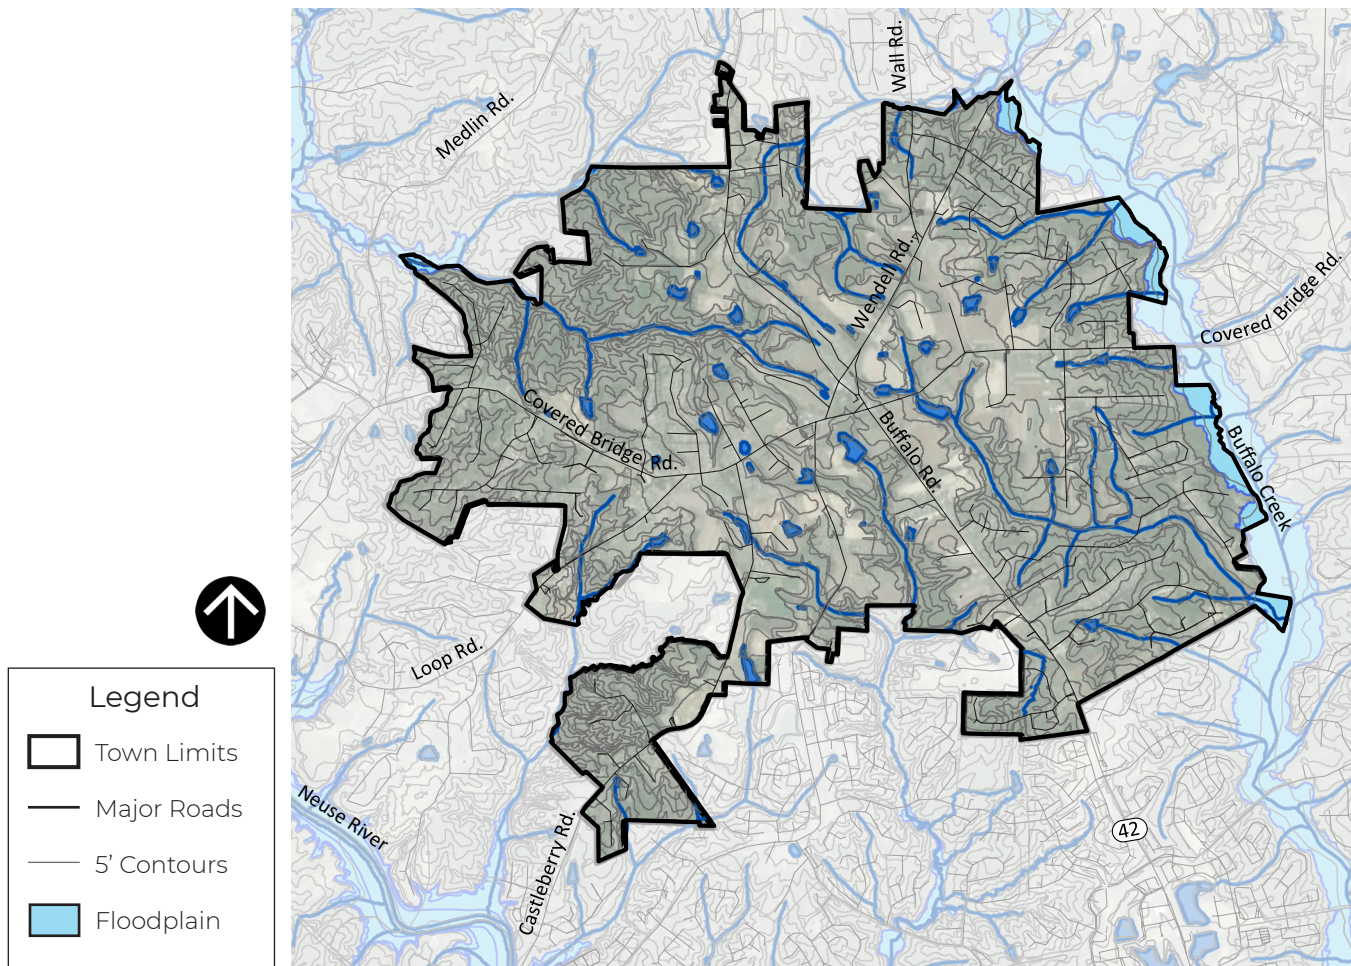 Wall Rd.
Medlin Rd.
Wendell Rd.
Covered Bridge Rd.
Covered Bridge Rd.
Buffalo Rd.
Buffalo Creek
Loop Rd.
Legend
Town Limits
Major Roads
5' Contours
Floodplain
Neuse River
Castleberry Rd.
42